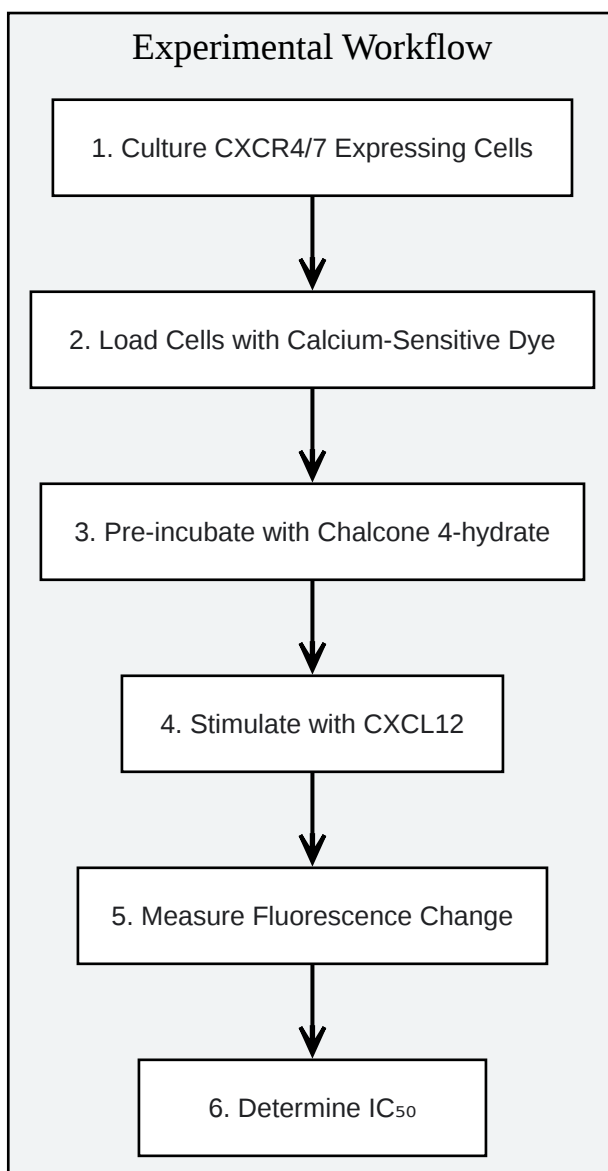 Experimental Workflow
1. Culture CXCR4/7 Expressing Cells
2. Load Cells with Calcium-Sensitive Dye
3. Pre-incubate with Chalcone 4-hydrate
4. Stimulate with CXCL12
5. Measure Fluorescence Change
6. Determine IC₅₀